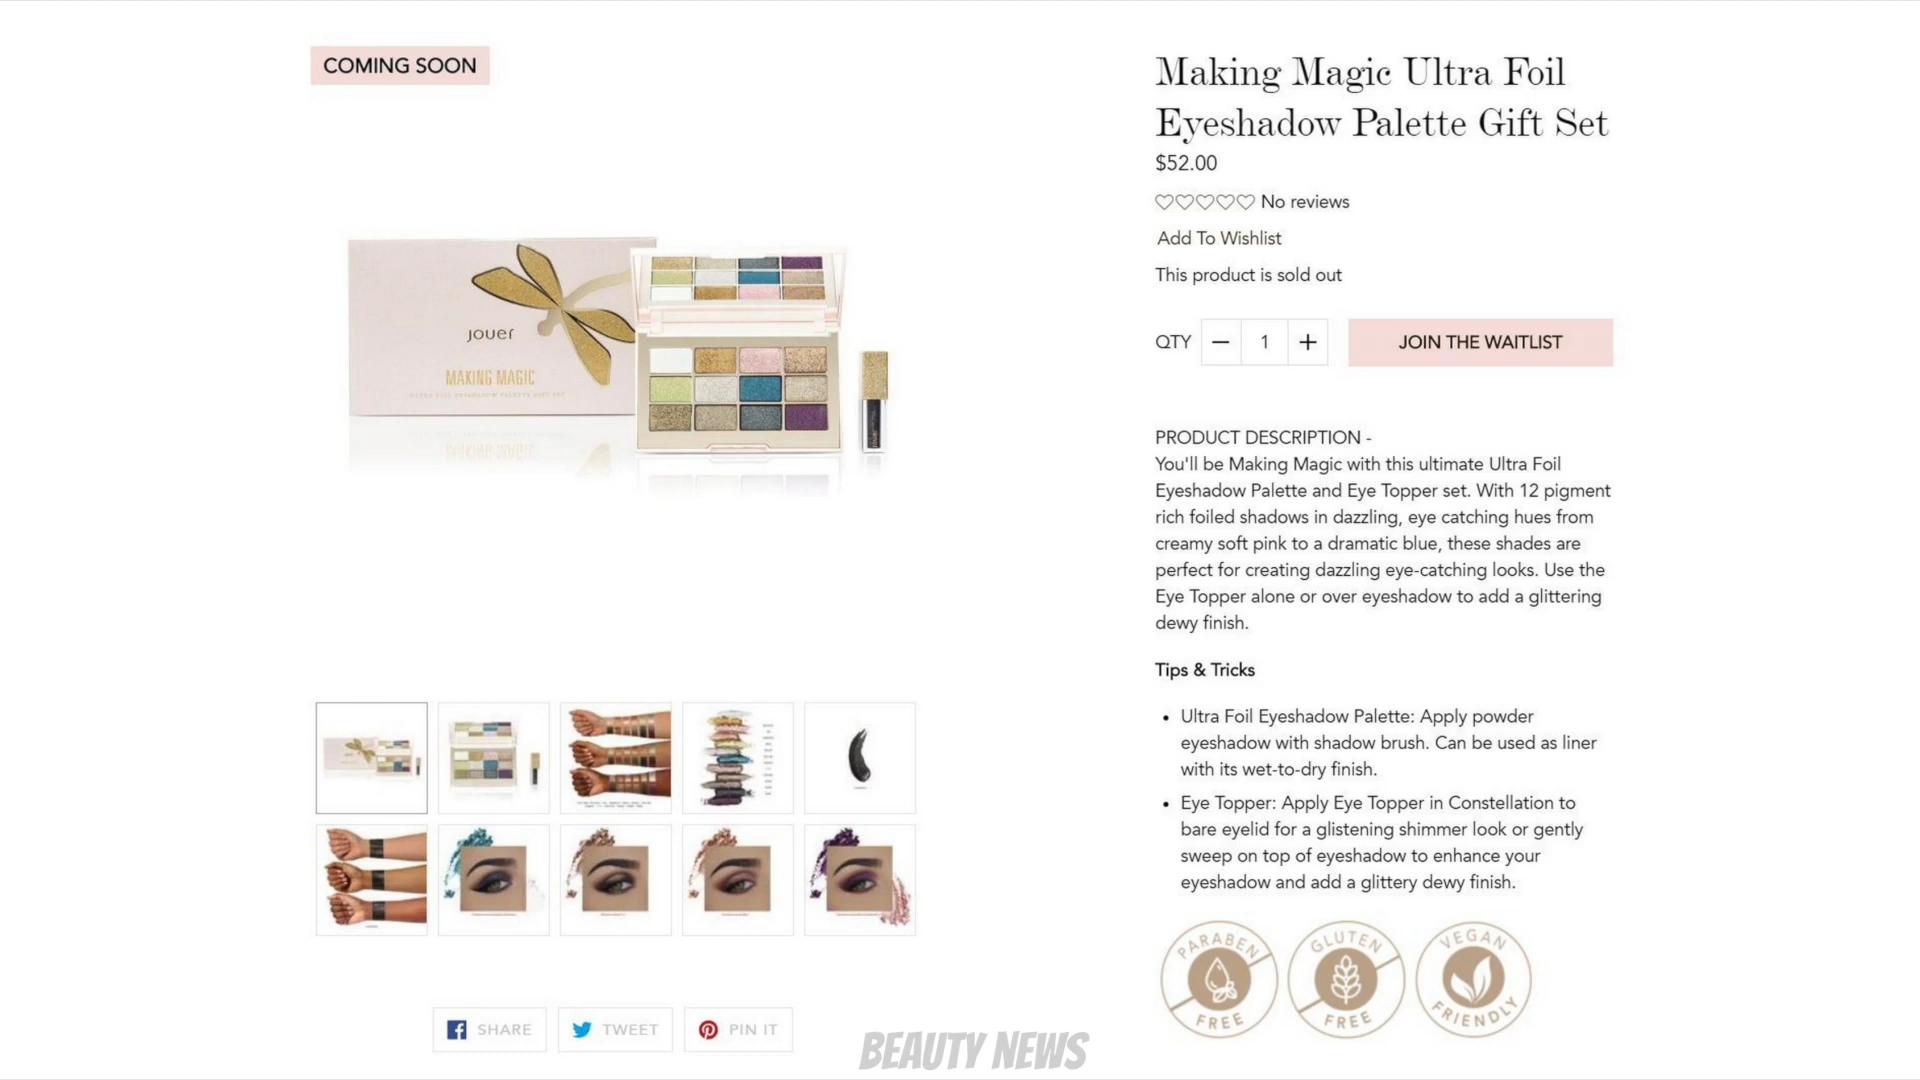 COMING SOON
jouer
MAKING MAGIC
ULTRA FOIL EYESHADOW PALETTE GIFT SET
Making Magic Ultra Foil
Eyeshadow Palette Gift Set
$52.00
No reviews
Add To Wishlist
This product is sold out
QTY − 1 + JOIN THE WAITLIST
PRODUCT DESCRIPTION -
You'll be Making Magic with this ultimate Ultra Foil
Eyeshadow Palette and Eye Topper set. With 12 pigment
rich foiled shadows in dazzling, eye catching hues from
creamy soft pink to a dramatic blue, these shades are
perfect for creating dazzling eye-catching looks. Use the
Eye Topper alone or over eyeshadow to add a glittering
dewy finish.
Tips & Tricks
• Ultra Foil Eyeshadow Palette: Apply powder
eyeshadow with shadow brush. Can be used as liner
with its wet-to-dry finish.
• Eye Topper: Apply Eye Topper in Constellation to
bare eyelid for a glistening shimmer look or gently
sweep on top of eyeshadow to enhance your
eyeshadow and add a glittery dewy finish.
PARABEN FREE
GLUTEN FREE
VEGAN FRIENDLY
SHARE TWEET PIN IT
BEAUTY NEWS